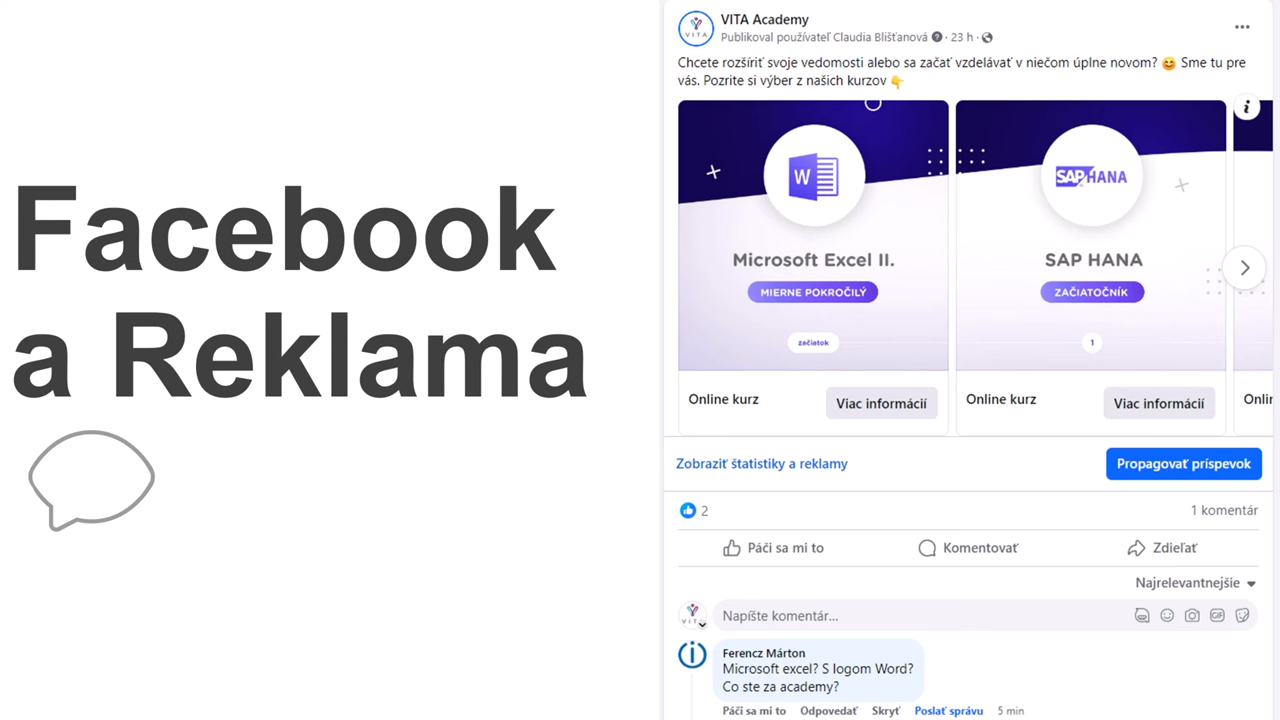 Facebook
a Reklama
VITA
VITA Academy
Publikoval používateľ Claudia Blišťanová · 23 h ·
Chcete rozšíriť svoje vedomosti alebo sa začať vzdelávať v niečom úplne novom? 😊 Sme tu pre
vás. Pozrite si výber z našich kurzov 👇
W
Microsoft Excel II.
MIERNE POKROČILÝ
začiatok
Online kurz
Viac informácií
SAP HANA
SAP HANA
ZAČIATOČNÍK
1
Online kurz
Viac informácií
Onlin
Zobraziť štatistiky a reklamy
Propagovať príspevok
2
1 komentár
Páči sa mi to
Komentovať
Zdieľať
Najrelevantnejšie
VITA
Napíšte komentár...
GIF
Ferencz Márton
Microsoft excel? S logom Word?
Co ste za academy?
Páči sa mi to Odpovedať Skryť Poslať správu 5 min